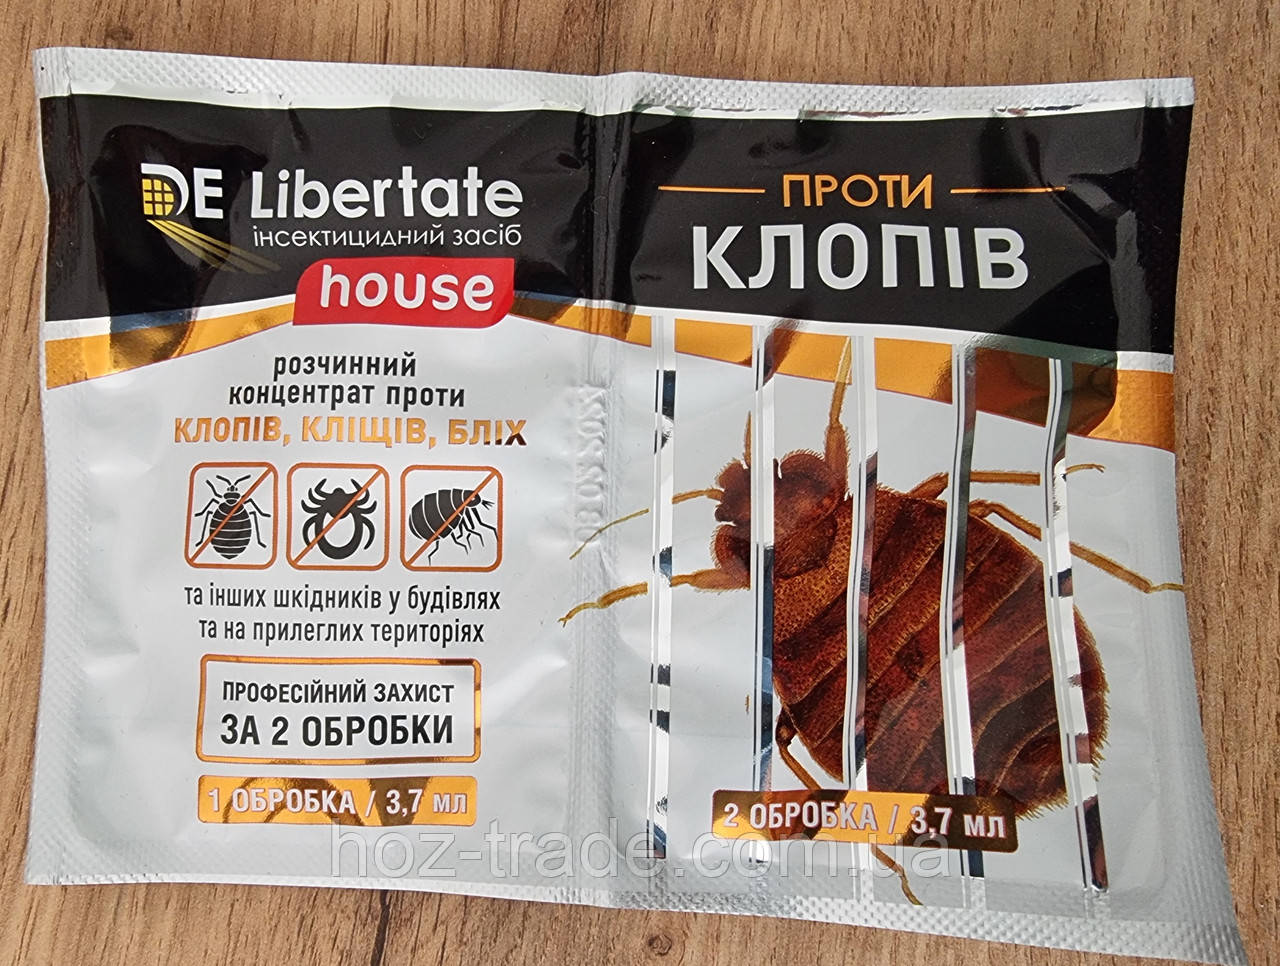 DE Libertate
інсектицидний засіб
house
розчинний
концентрат проти
КЛОПІВ, КЛІЩІВ, БЛІХ
та інших шкідників у будівлях
та на прилеглих територіях
ПРОФЕСІЙНИЙ ЗАХИСТ
ЗА 2 ОБРОБКИ
1 ОБРОБКА / 3,7 мл
ПРОТИ
КЛОПІВ
2 ОБРОБКА / 3,7 мл
hoz-trade.com.ua